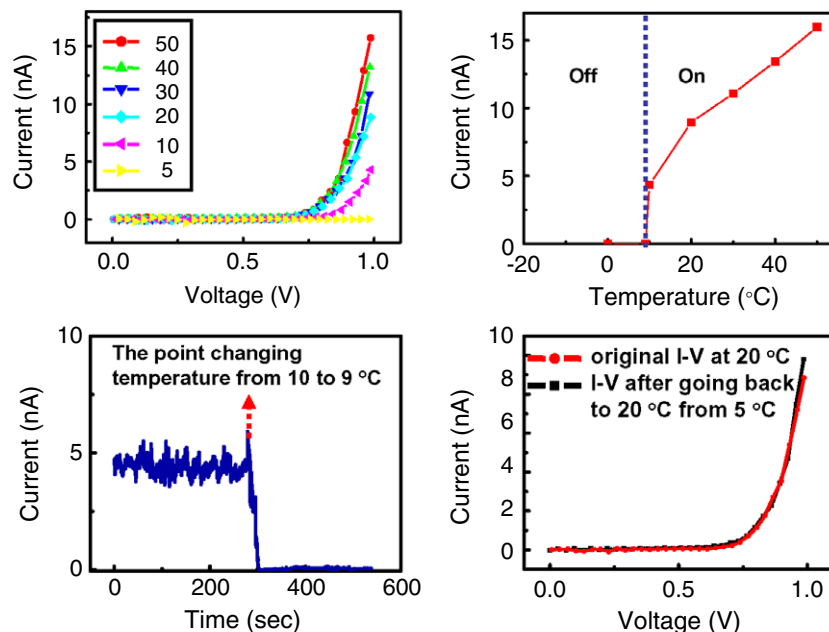 15
10
5
0
Current (nA)
50
40
30
20
10
5
0.0
0.5
1.0
Voltage (V)
15
10
5
0
Current (nA)
Off
On
-20
0
20
40
Temperature (°C)
10
5
0
Current (nA)
The point changing
temperature from 10 to 9 °C
0
200
400
600
Time (sec)
10
8
6
4
2
0
Current (nA)
original I-V at 20 °C
I-V after going back
to 20 °C from 5 °C
0.0
0.5
1.0
Voltage (V)